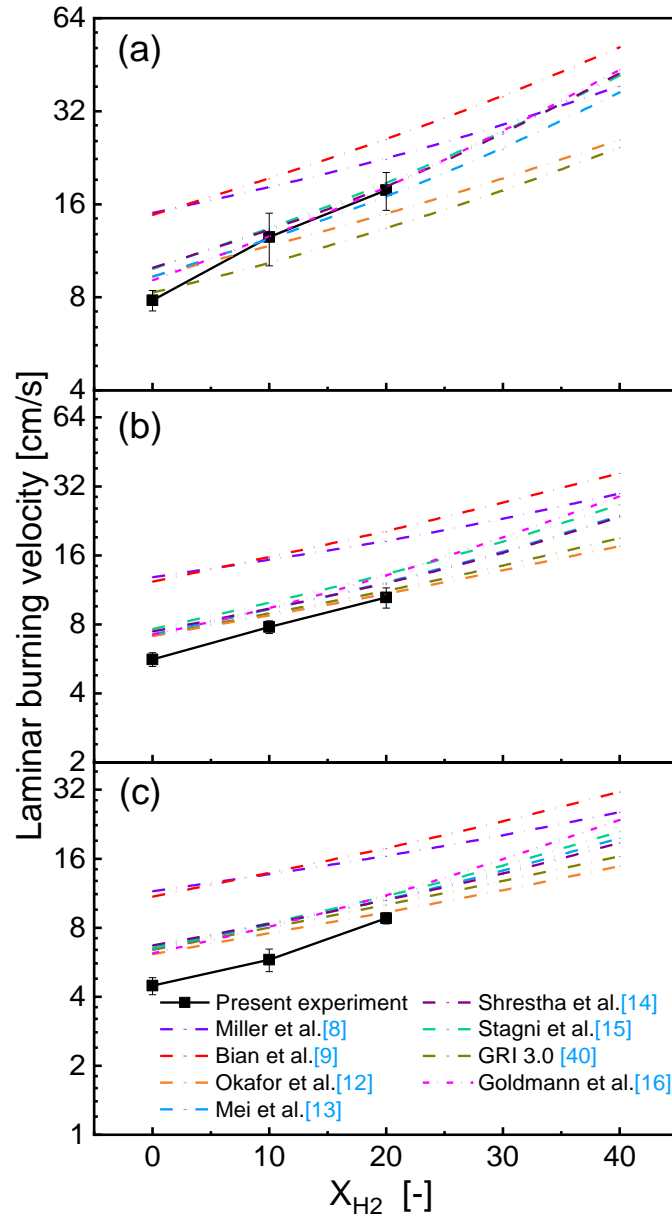 Laminar burning velocity [cm/s]
(a)
64
32
16
8
4
(b)
64
32
16
8
4
2
(c)
32
16
8
4
2
1
Present experiment
Miller et al.[8]
Bian et al.[9]
Okafor et al.[12]
Mei et al.[13]
Shrestha et al.[14]
Stagni et al.[15]
GRI 3.0 [40]
Goldmann et al.[16]
0 10 20 30 40
X_H2 [-]